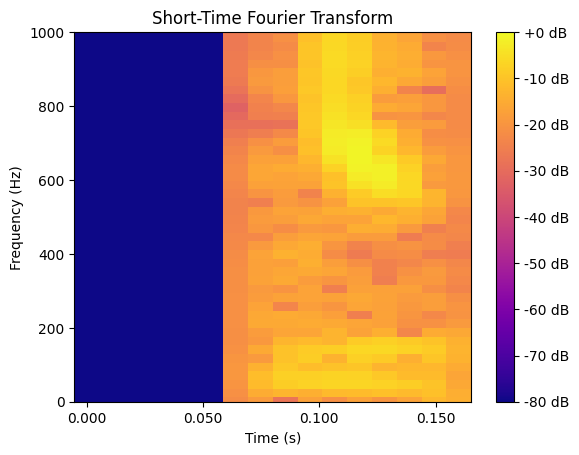 Short-Time Fourier Transform
1000
800
600
400
200
0
Frequency (Hz)
0.000
0.050
0.100
0.150
Time (s)
+0 dB
-10 dB
-20 dB
-30 dB
-40 dB
-50 dB
-60 dB
-70 dB
-80 dB